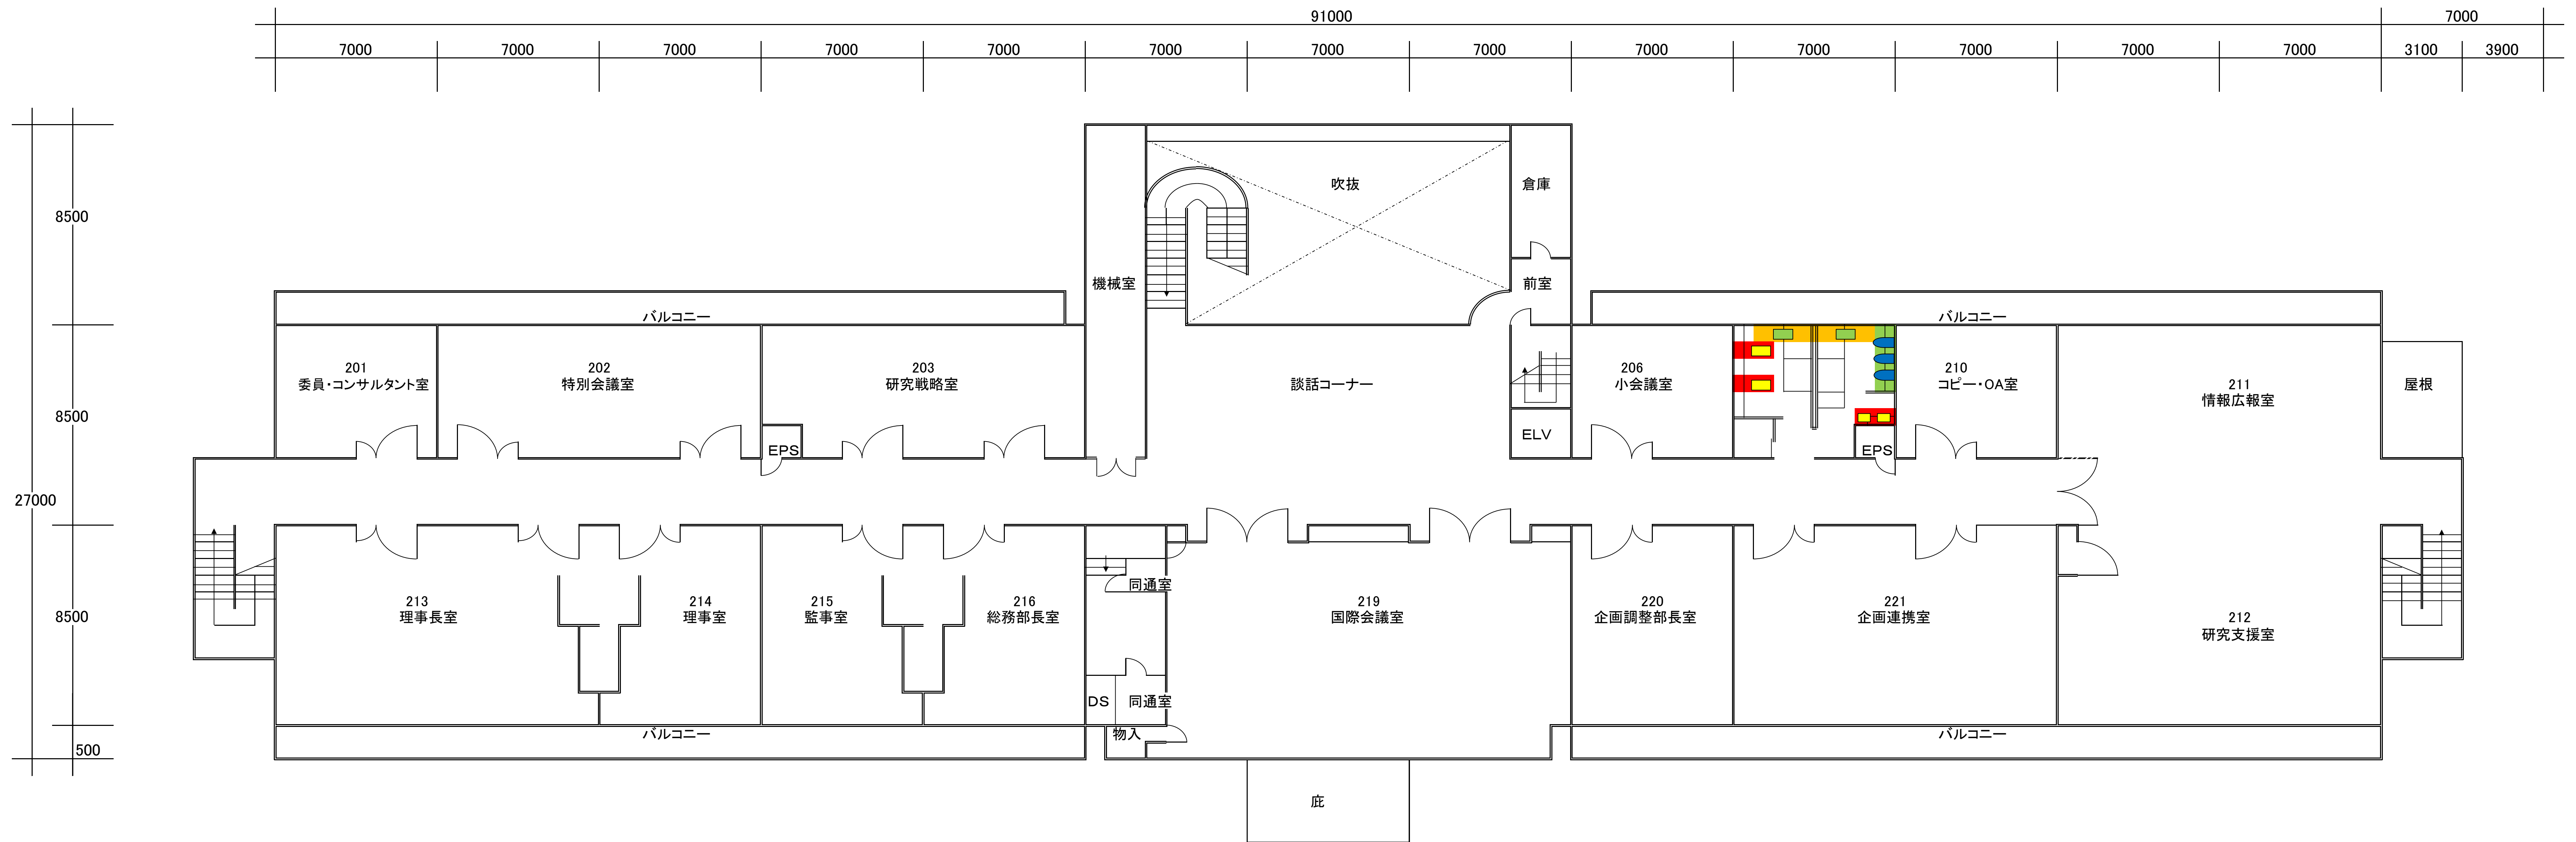 91000
7000
7000
7000
7000
7000
7000
7000
7000
7000
7000
7000
7000
7000
7000
3100
3900
8500
8500
27000
8500
500
吹抜
倉庫
機械室
前室
バルコニー
バルコニー
201
委員・コンサルタント室
202
特別会議室
203
研究戦略室
談話コーナー
206
小会議室
210
コピー・OA室
211
情報広報室
屋根
EPS
ELV
EPS
213
理事長室
214
理事室
215
監事室
216
総務部長室
同通室
219
国際会議室
220
企画調整部長室
221
企画連携室
212
研究支援室
DS
同通室
バルコニー
物入
バルコニー
庇